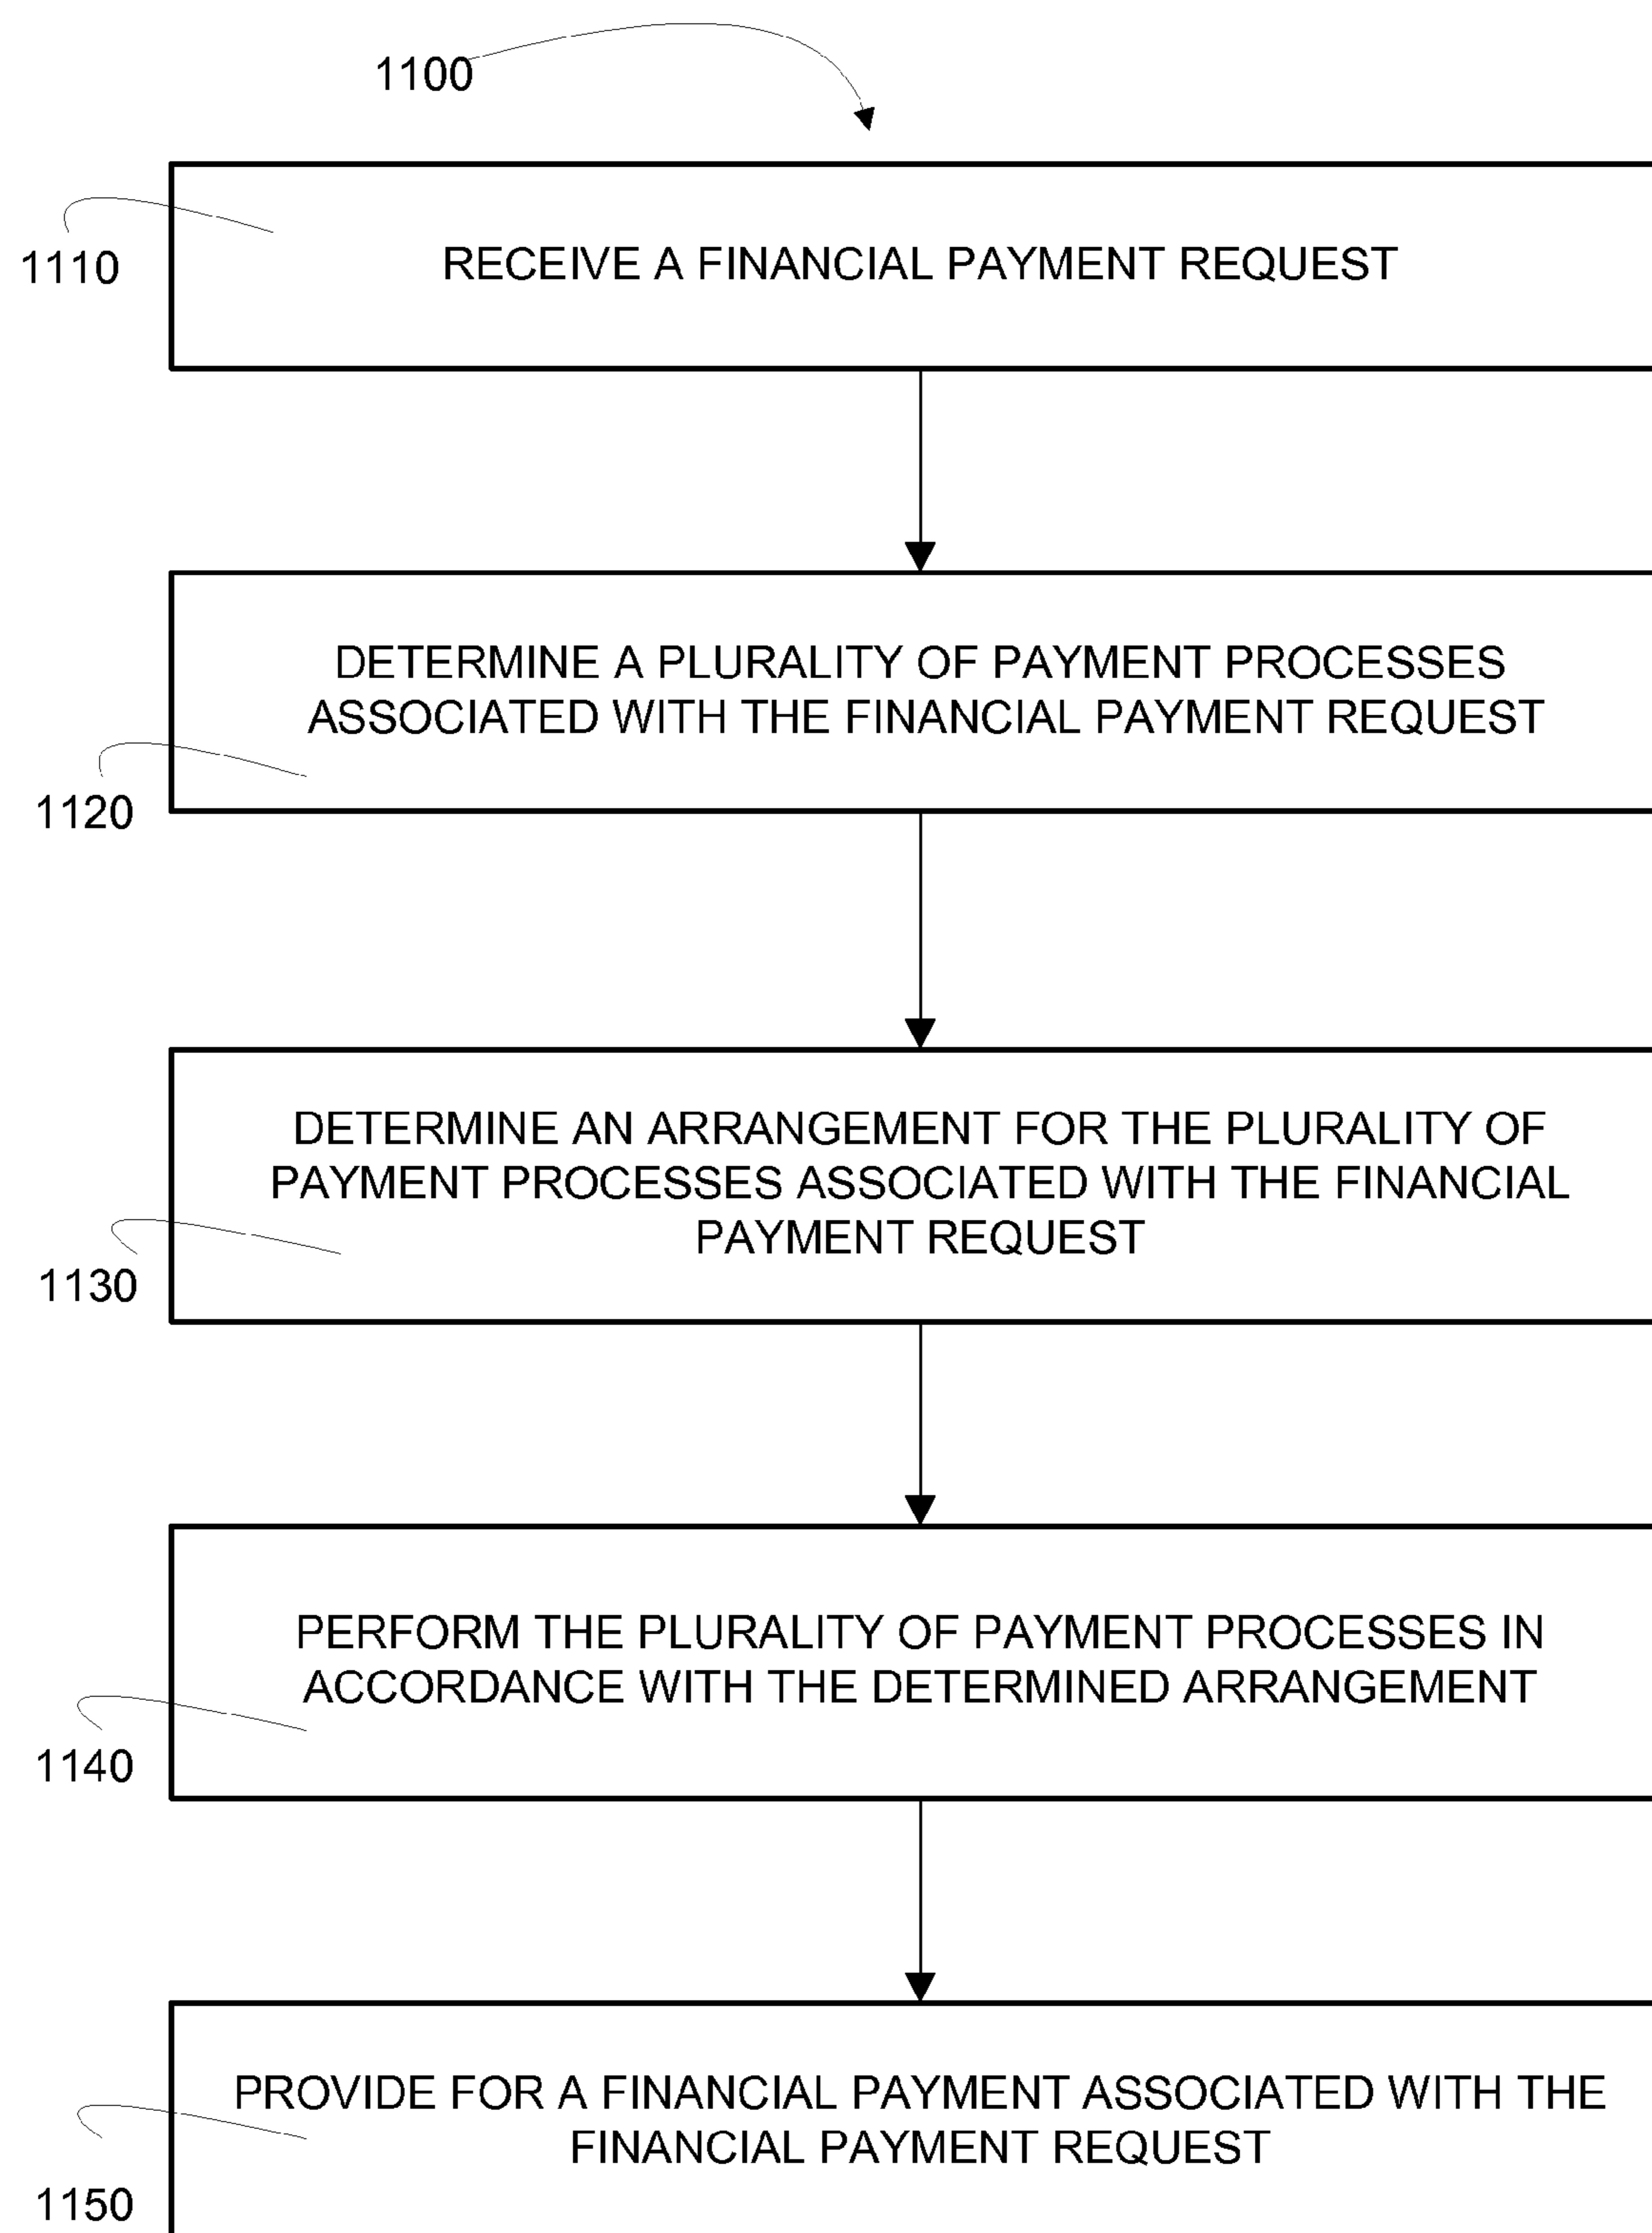 1100
1110
RECEIVE A FINANCIAL PAYMENT REQUEST
DETERMINE A PLURALITY OF PAYMENT PROCESSES
ASSOCIATED WITH THE FINANCIAL PAYMENT REQUEST
1120
DETERMINE AN ARRANGEMENT FOR THE PLURALITY OF
PAYMENT PROCESSES ASSOCIATED WITH THE FINANCIAL
PAYMENT REQUEST
1130
PERFORM THE PLURALITY OF PAYMENT PROCESSES IN
ACCORDANCE WITH THE DETERMINED ARRANGEMENT
1140
PROVIDE FOR A FINANCIAL PAYMENT ASSOCIATED WITH THE
FINANCIAL PAYMENT REQUEST
1150